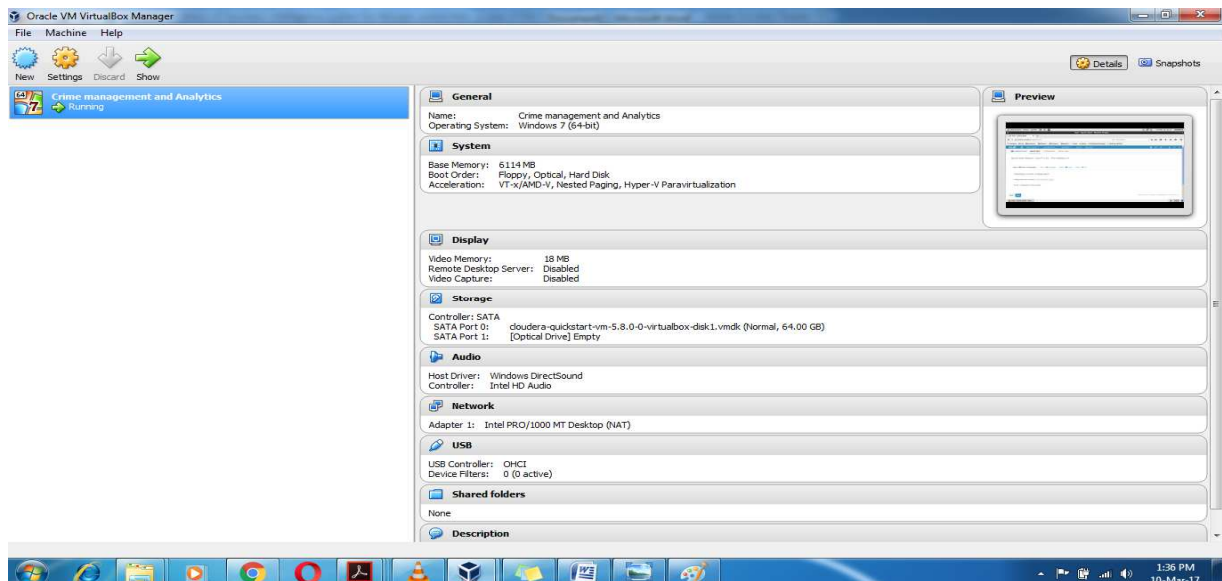 Oracle VM VirtualBox Manager
File Machine Help
New Settings Discard Show
Details Snapshots
64 7 Crime management and Analytics
Running
General
Name: Crime management and Analytics
Operating System: Windows 7 (64-bit)
System
Base Memory: 6114 MB
Boot Order: Floppy, Optical, Hard Disk
Acceleration: VT-x/AMD-V, Nested Paging, Hyper-V Paravirtualization
Preview
Display
Video Memory: 18 MB
Remote Desktop Server: Disabled
Video Capture: Disabled
Storage
Controller: SATA
SATA Port 0: cloudera-quickstart-vm-5.8.0-0-virtualbox-disk1.vmdk (Normal, 64.00 GB)
SATA Port 1: [Optical Drive] Empty
Audio
Host Driver: Windows DirectSound
Controller: Intel HD Audio
Network
Adapter 1: Intel PRO/1000 MT Desktop (NAT)
USB
USB Controller: OHCI
Device Filters: 0 (0 active)
Shared folders
None
Description
1:36 PM
10-Mar-17